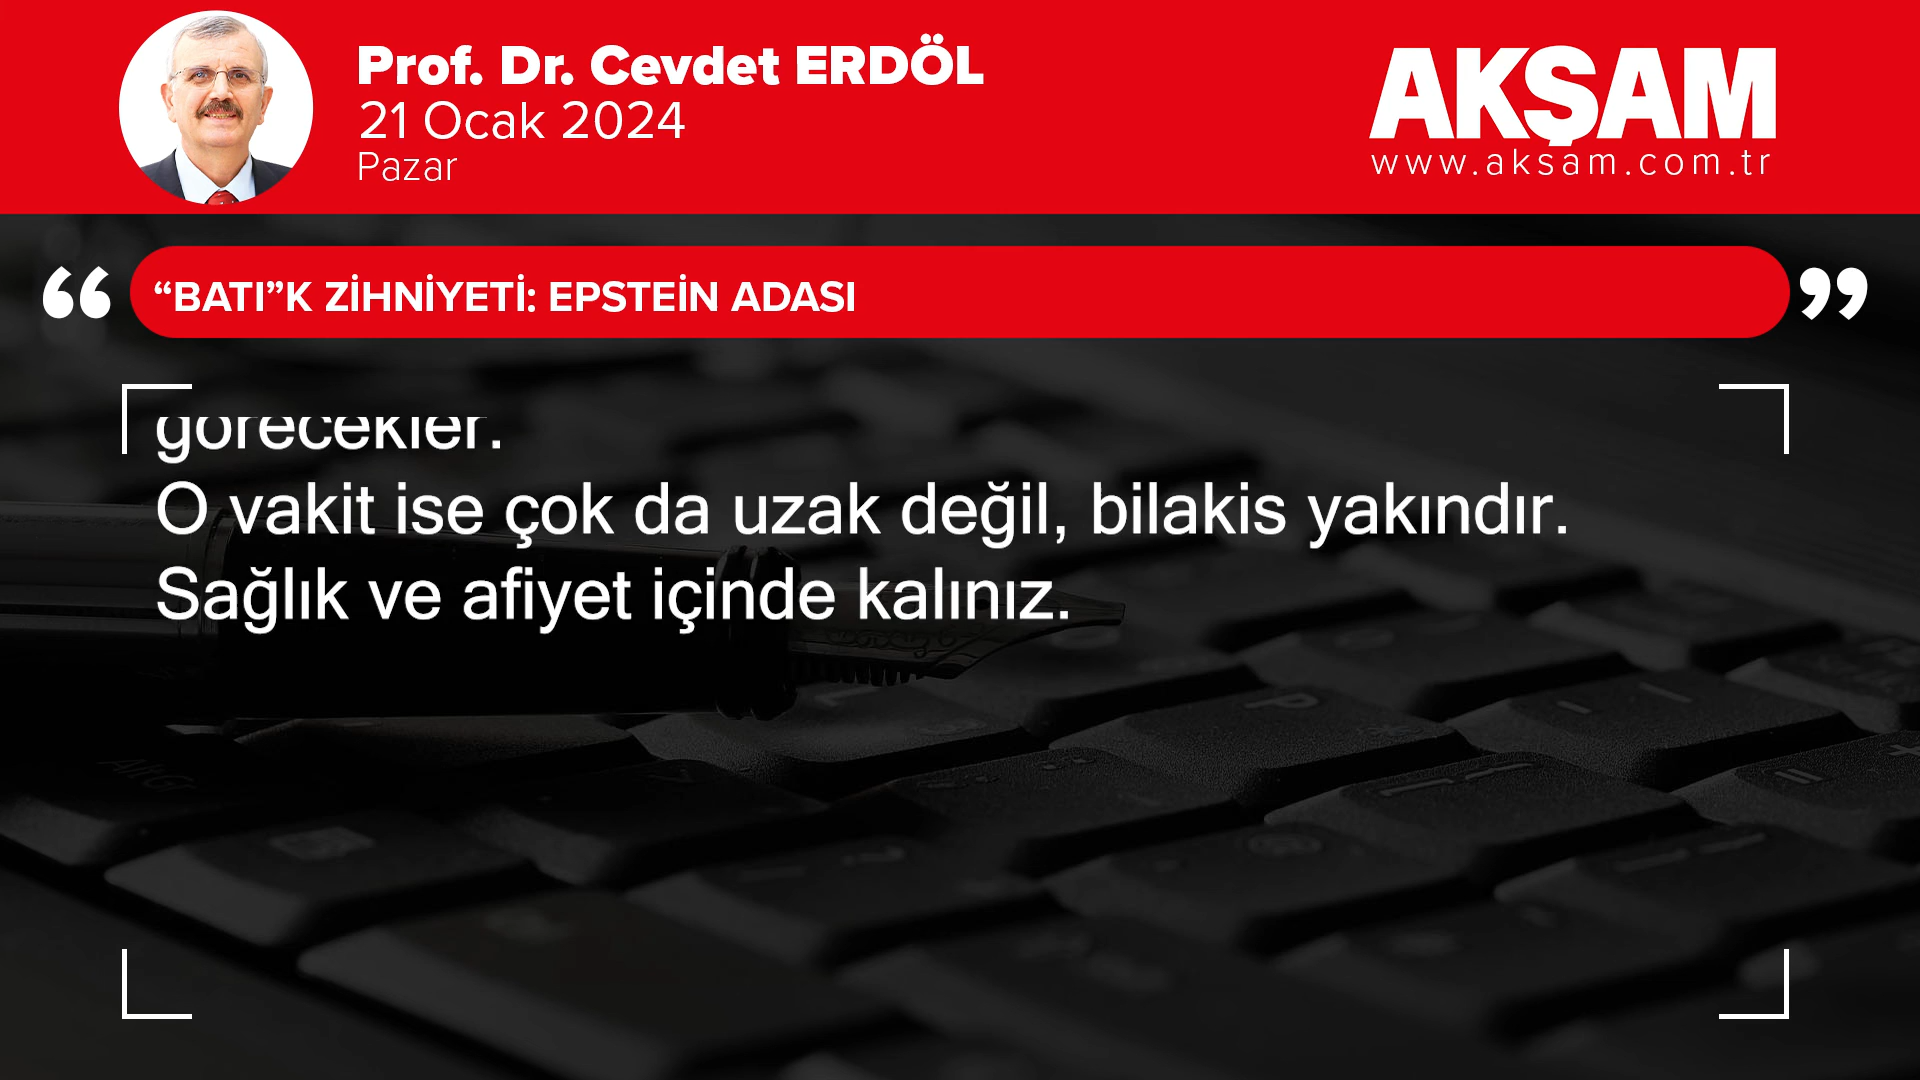 Prof. Dr. Cevdet ERDÖL
21 Ocak 2024
Pazar
AKŞAM
www.aksam.com.tr
“BATI”K ZİHNİYETİ: EPSTEİN ADASI
görecekler.
O vakit ise çok da uzak değil, bilakis yakındır.
Sağlık ve afiyet içinde kalınız.